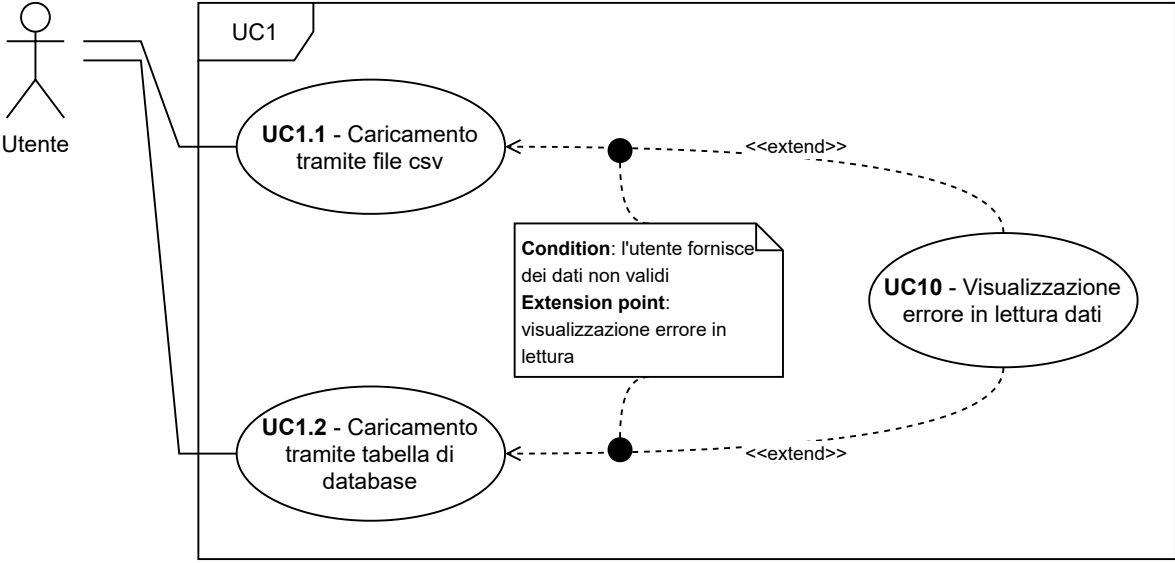 UC1
Utente
UC1.1 - Caricamento
tramite file csv
<<extend>>
Condition: l'utente fornisce
dei dati non validi
Extension point:
visualizzazione errore in
lettura
UC10 - Visualizzazione
errore in lettura dati
UC1.2 - Caricamento
tramite tabella di
database
<<extend>>